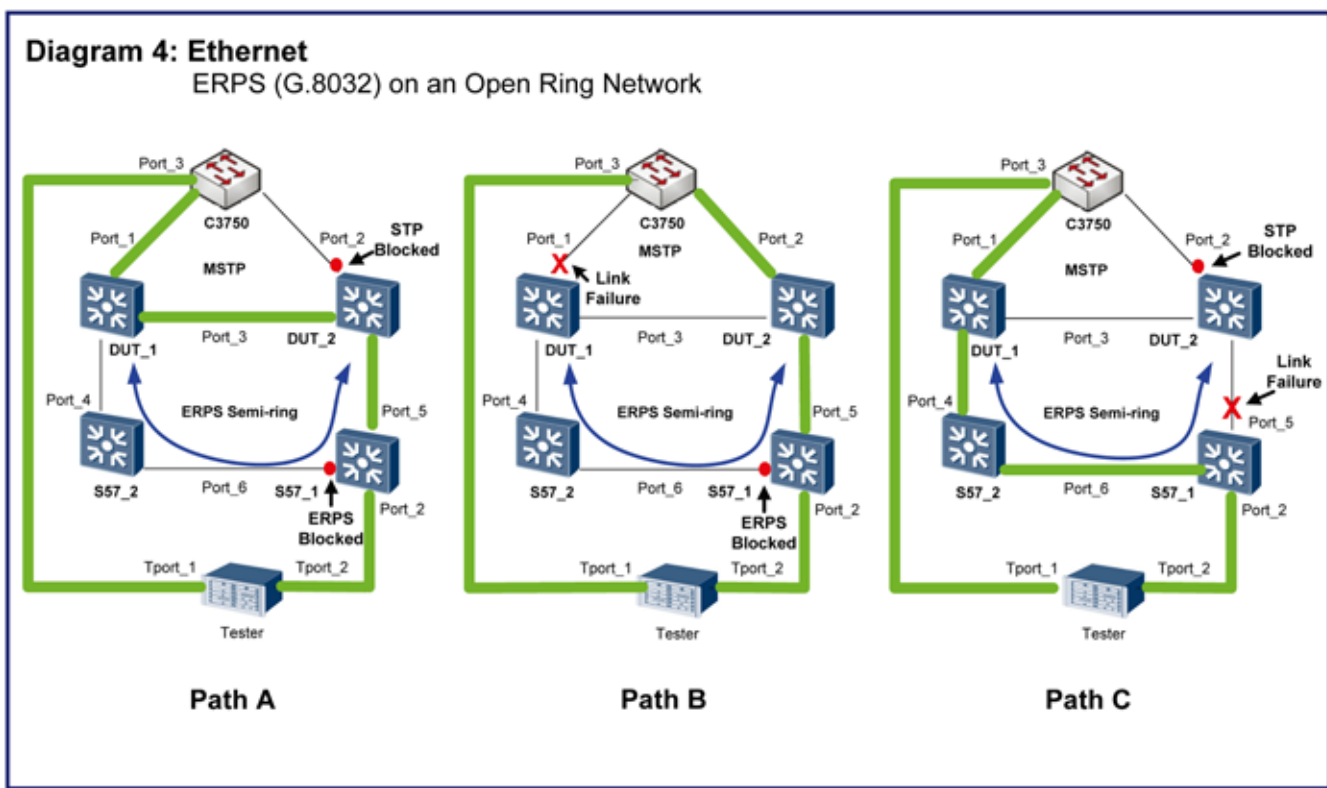 Diagram 4: Ethernet
ERPS (G.8032) on an Open Ring Network
Port_3
C3750
Port_1
MSTP
STP
Blocked
Port_2
Port_3
DUT_1
DUT_2
Port_4
ERPS Semi-ring
Port_5
S57_2
Port_6
S57_1
ERPS
Blocked
Port_2
Tport_1
Tport_2
Tester
Path A
Port_3
C3750
Port_1
MSTP
Port_2
Link
Failure
Port_3
DUT_1
DUT_2
Port_4
ERPS Semi-ring
Port_5
S57_2
Port_6
S57_1
ERPS
Blocked
Port_2
Tport_1
Tport_2
Tester
Path B
Port_3
C3750
Port_1
MSTP
STP
Blocked
Port_2
Port_3
DUT_1
DUT_2
Link
Failure
Port_4
ERPS Semi-ring
Port_5
S57_2
Port_6
S57_1
Port_2
Tport_1
Tport_2
Tester
Path C